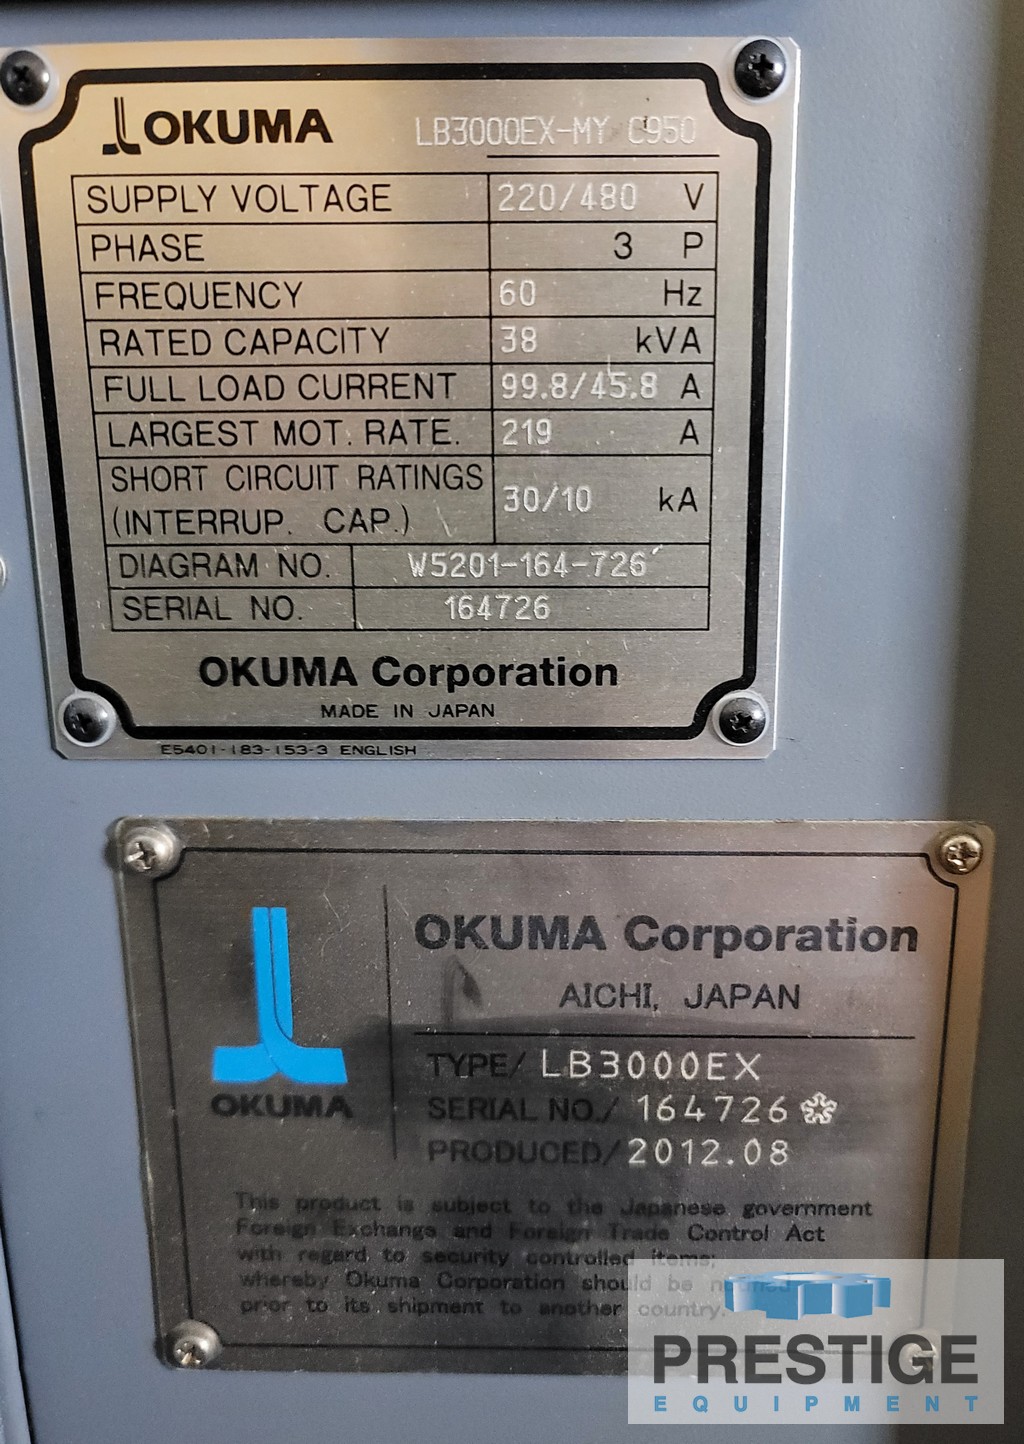 OKUMA LB3000EX-MY C950
SUPPLY VOLTAGE 220/480 V
PHASE 3 P
FREQUENCY 60 Hz
RATED CAPACITY 38 kVA
FULL LOAD CURRENT 99.8/45.8 A
LARGEST MOT. RATE. 219 A
SHORT CIRCUIT RATINGS
(INTERRUP. CAP.) 30/10 kA
DIAGRAM NO. W5201-164-726
SERIAL NO. 164726
OKUMA Corporation
MADE IN JAPAN
E5401-183-153-3 ENGLISH
OKUMA
OKUMA Corporation
AICHI, JAPAN
TYPE/ LB3000EX
SERIAL NO./ 164726
PRODUCED/ 2012.08
This product is subject to the Japanese government
Foreign Exchange and Foreign Trade Control Act
with regard to security controlled items;
whereby Okuma Corporation should be notified
prior to its shipment to another country.
PRESTIGE
EQUIPMENT